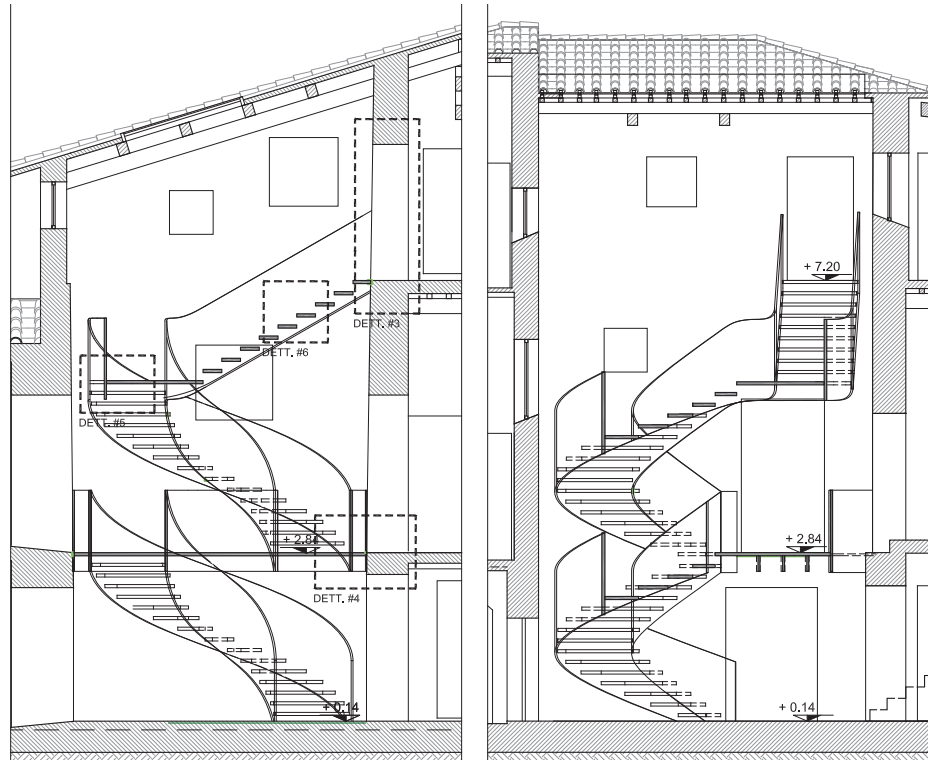 DETT. #3
DETT. #6
DETT. #5
+ 2.84
DETT. #4
+ 0.14
+ 7.20
+ 2.84
+ 0.14